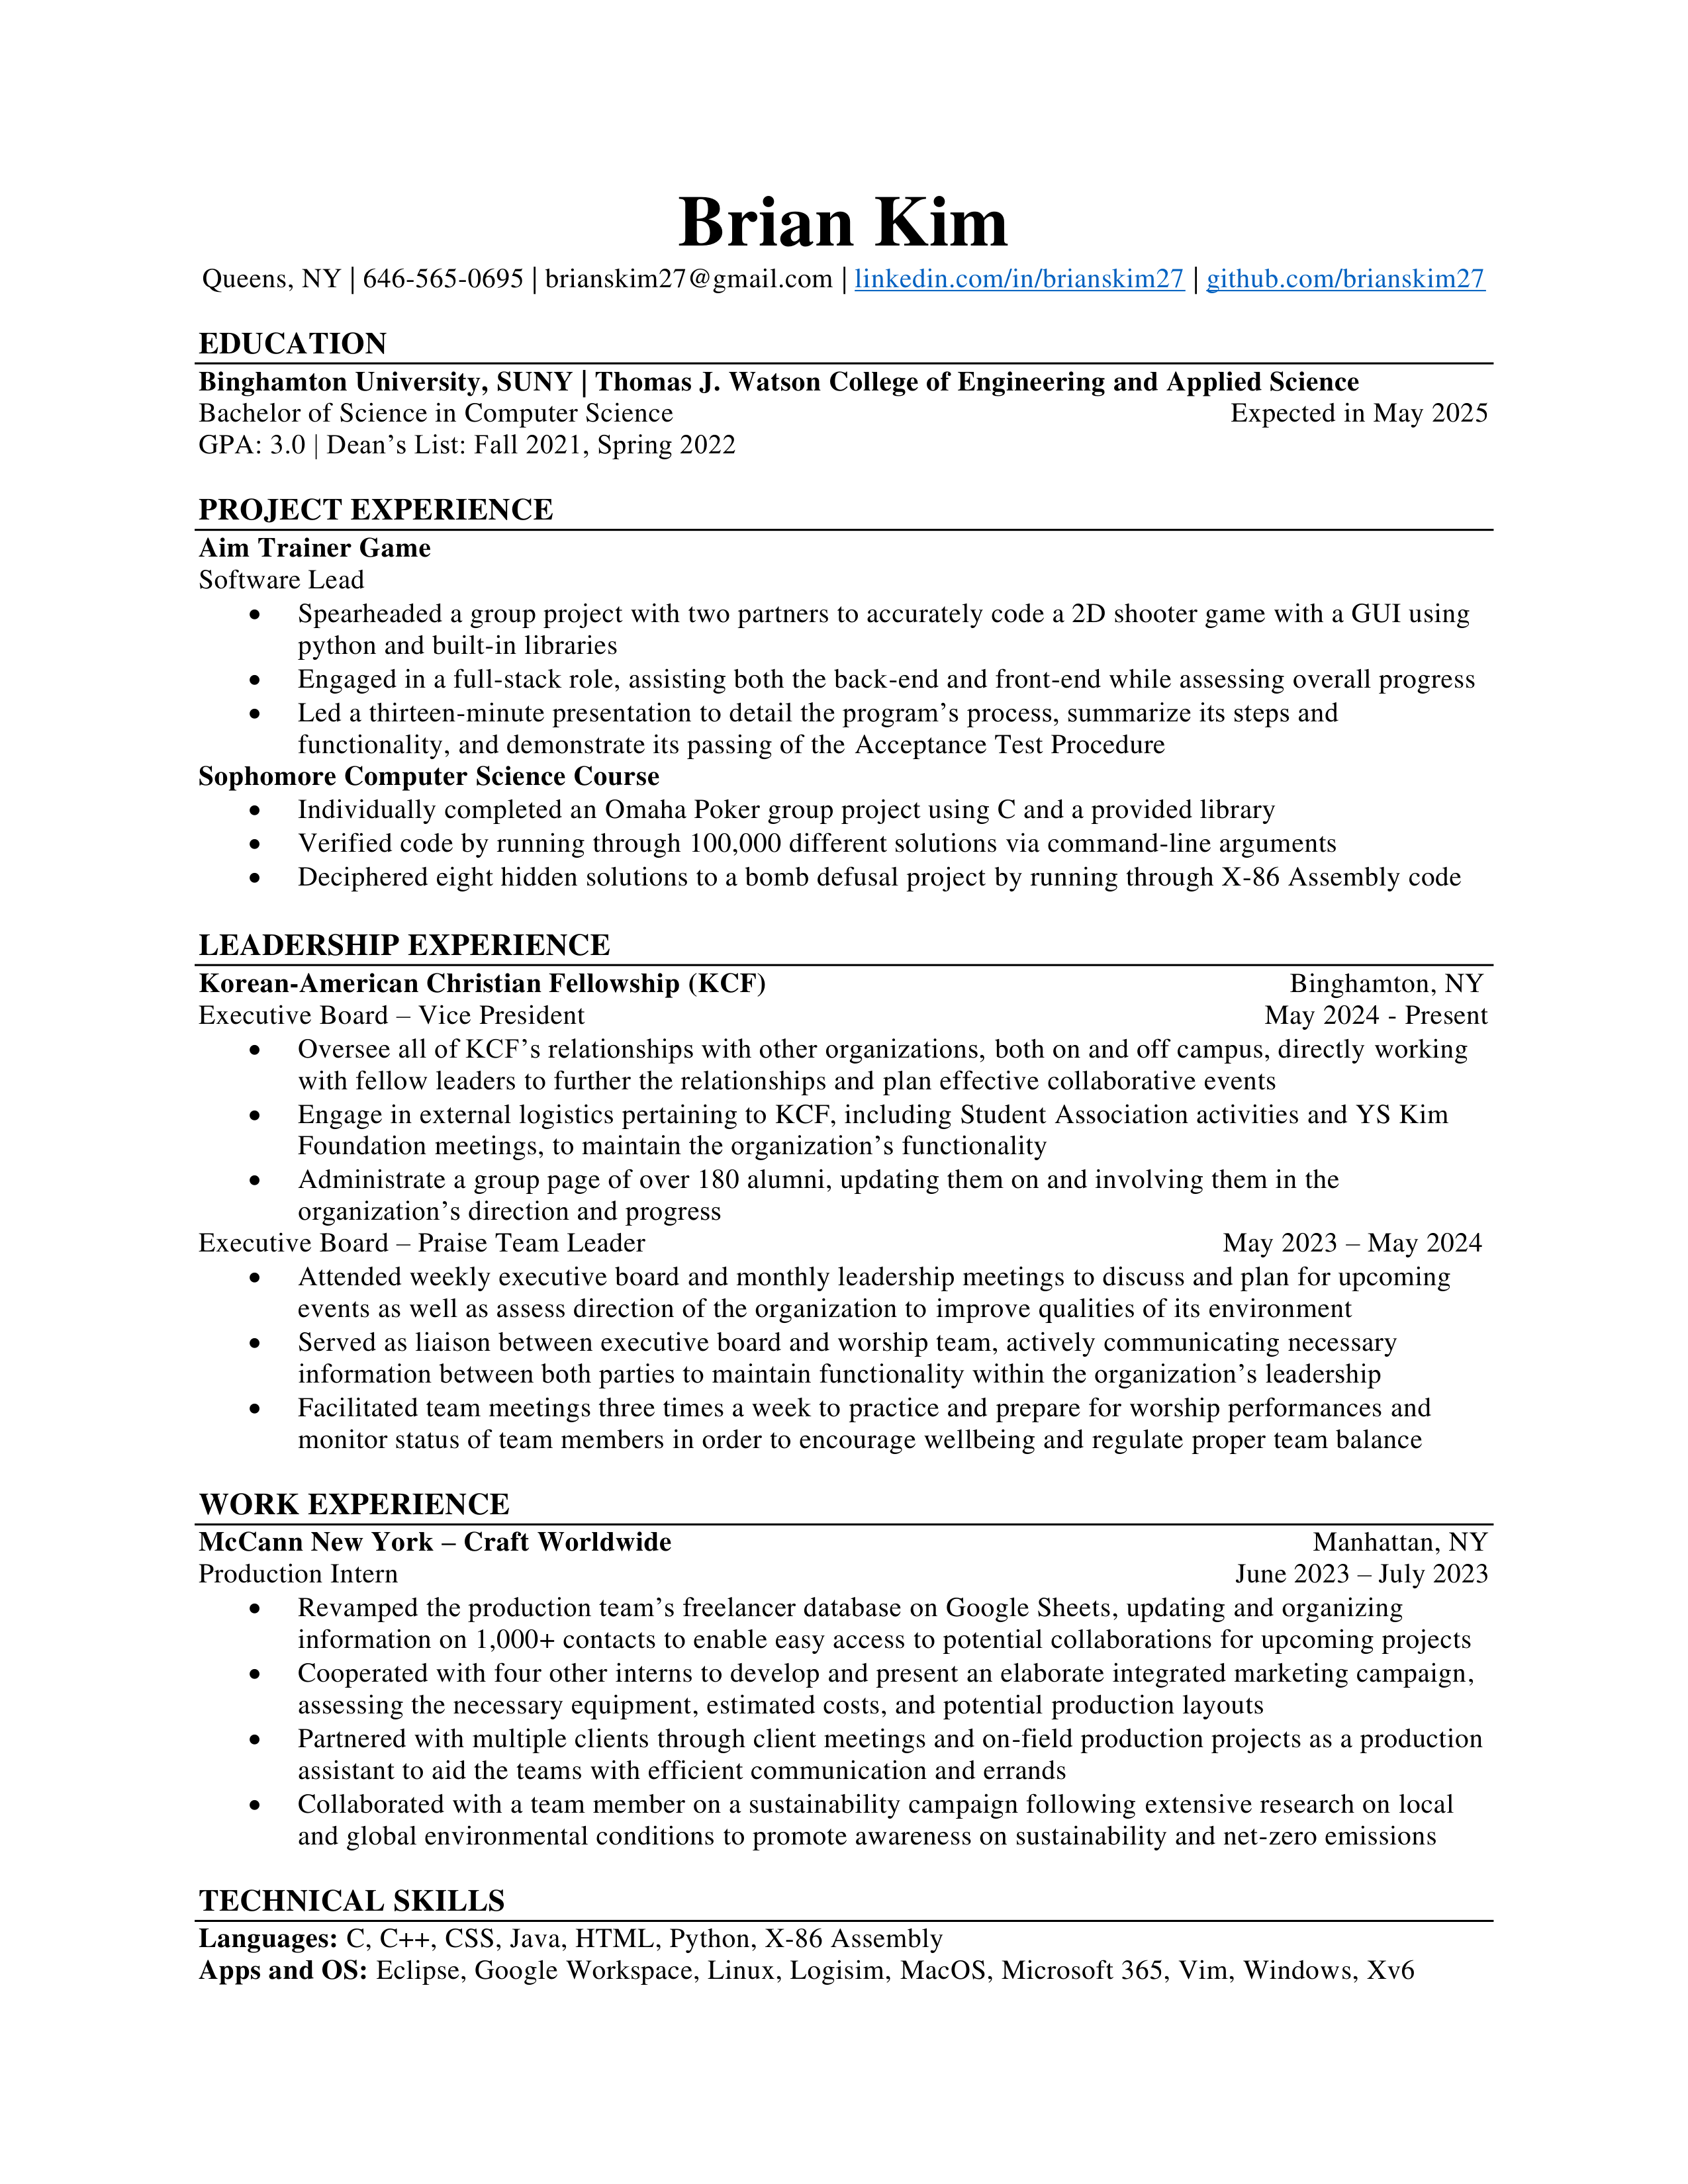 Brian Kim
Queens, NY | 646-565-0695 | brianskim27@gmail.com | linkedin.com/in/brianskim27 | github.com/brianskim27
EDUCATION
Binghamton University, SUNY | Thomas J. Watson College of Engineering and Applied Science
Bachelor of Science in Computer Science Expected in May 2025
GPA: 3.0 | Dean’s List: Fall 2021, Spring 2022
PROJECT EXPERIENCE
Aim Trainer Game
Software Lead
• Spearheaded a group project with two partners to accurately code a 2D shooter game with a GUI using
python and built-in libraries
• Engaged in a full-stack role, assisting both the back-end and front-end while assessing overall progress
• Led a thirteen-minute presentation to detail the program’s process, summarize its steps and
functionality, and demonstrate its passing of the Acceptance Test Procedure
Sophomore Computer Science Course
• Individually completed an Omaha Poker group project using C and a provided library
• Verified code by running through 100,000 different solutions via command-line arguments
• Deciphered eight hidden solutions to a bomb defusal project by running through X-86 Assembly code
LEADERSHIP EXPERIENCE
Korean-American Christian Fellowship (KCF) Binghamton, NY
Executive Board – Vice President May 2024 - Present
• Oversee all of KCF’s relationships with other organizations, both on and off campus, directly working
with fellow leaders to further the relationships and plan effective collaborative events
• Engage in external logistics pertaining to KCF, including Student Association activities and YS Kim
Foundation meetings, to maintain the organization’s functionality
• Administrate a group page of over 180 alumni, updating them on and involving them in the
organization’s direction and progress
Executive Board – Praise Team Leader May 2023 – May 2024
• Attended weekly executive board and monthly leadership meetings to discuss and plan for upcoming
events as well as assess direction of the organization to improve qualities of its environment
• Served as liaison between executive board and worship team, actively communicating necessary
information between both parties to maintain functionality within the organization’s leadership
• Facilitated team meetings three times a week to practice and prepare for worship performances and
monitor status of team members in order to encourage wellbeing and regulate proper team balance
WORK EXPERIENCE
McCann New York – Craft Worldwide Manhattan, NY
Production Intern June 2023 – July 2023
• Revamped the production team’s freelancer database on Google Sheets, updating and organizing
information on 1,000+ contacts to enable easy access to potential collaborations for upcoming projects
• Cooperated with four other interns to develop and present an elaborate integrated marketing campaign,
assessing the necessary equipment, estimated costs, and potential production layouts
• Partnered with multiple clients through client meetings and on-field production projects as a production
assistant to aid the teams with efficient communication and errands
• Collaborated with a team member on a sustainability campaign following extensive research on local
and global environmental conditions to promote awareness on sustainability and net-zero emissions
TECHNICAL SKILLS
Languages: C, C++, CSS, Java, HTML, Python, X-86 Assembly
Apps and OS: Eclipse, Google Workspace, Linux, Logisim, MacOS, Microsoft 365, Vim, Windows, Xv6